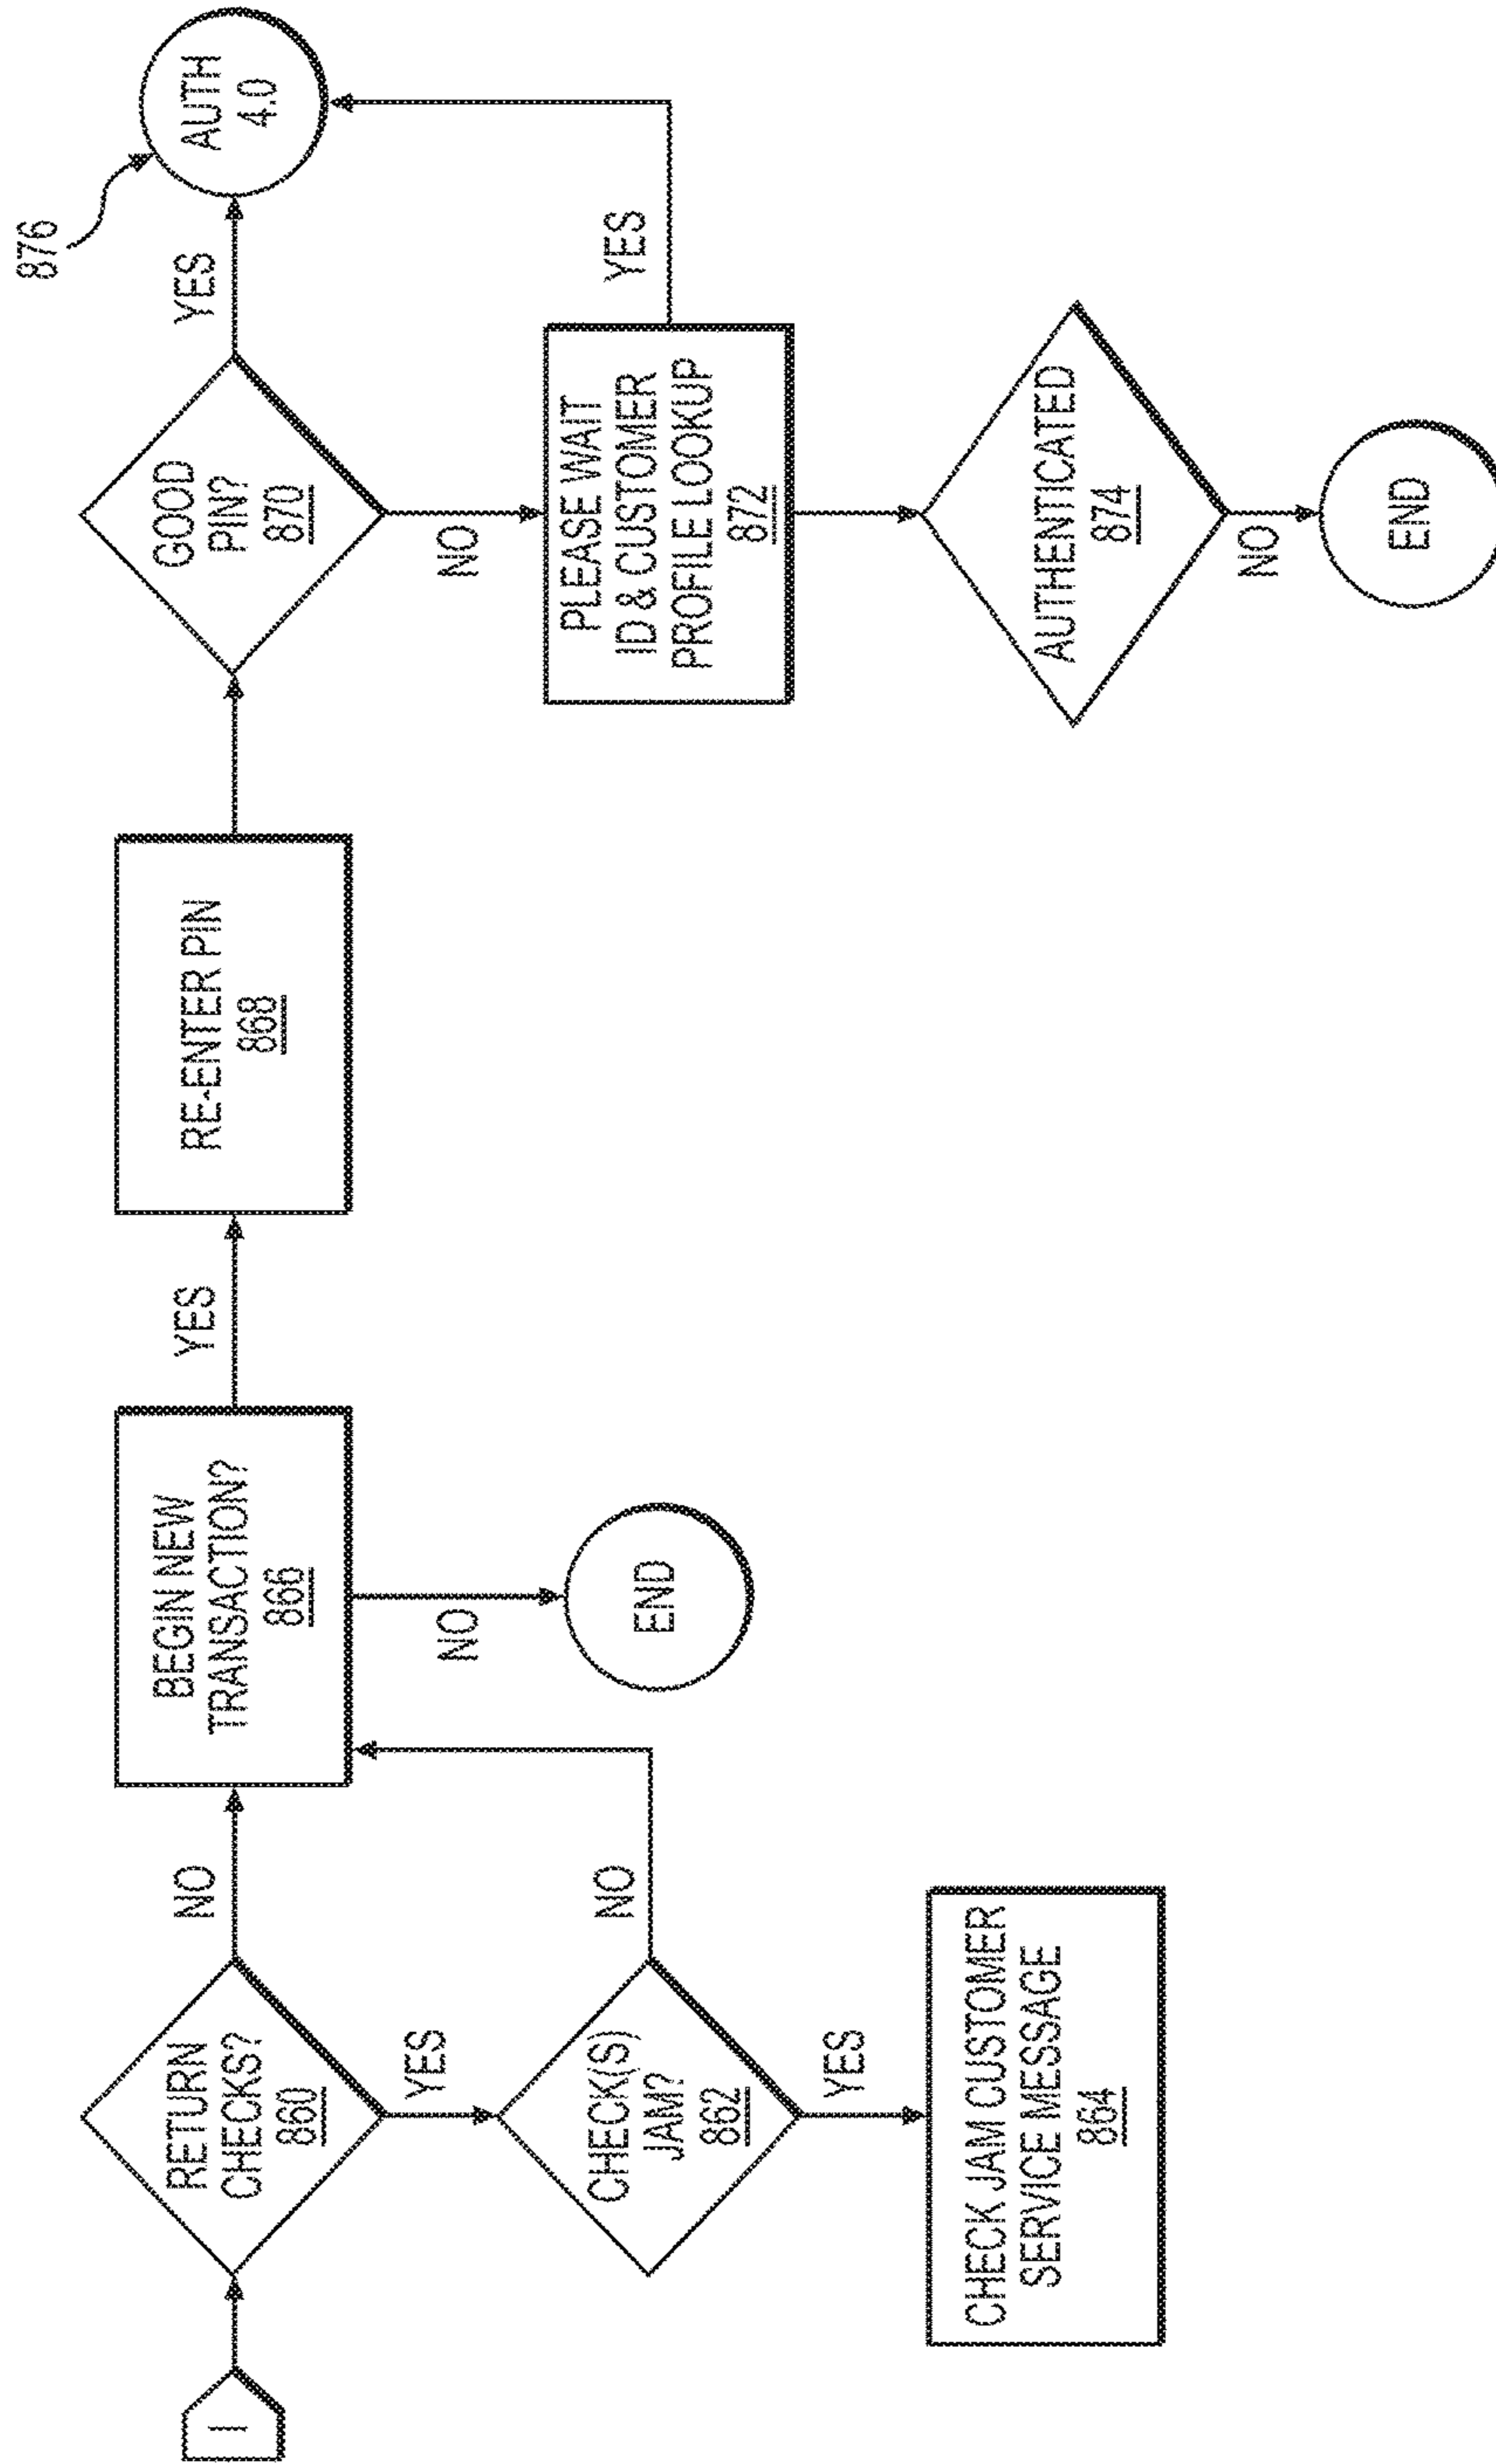 I
RETURN
CHECKS?
860
NO
YES
CHECK(S)
JAM?
862
NO
YES
CHECK JAM CUSTOMER
SERVICE MESSAGE
864
BEGIN NEW
TRANSACTION?
866
YES
NO
END
RE-ENTER PIN
868
GOOD
PIN?
870
YES
NO
876
AUTH
4.0
PLEASE WAIT
ID & CUSTOMER
PROFILE LOOKUP
872
YES
AUTHENTICATED
874
NO
END